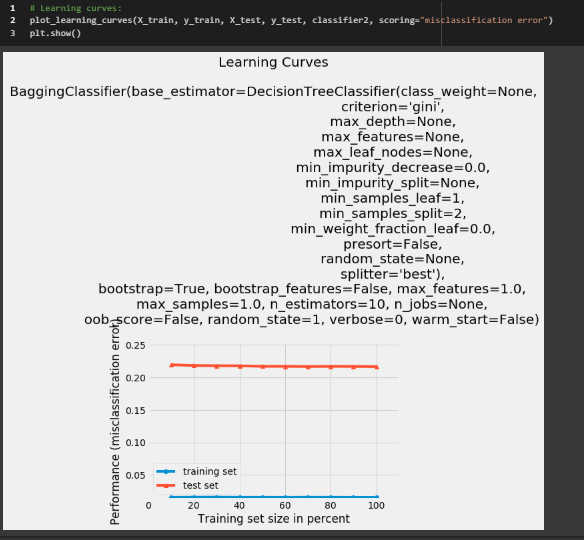 1 # Learning curves:
2 plot_learning_curves(X_train, y_train, X_test, y_test, classifier2, scoring="misclassification error")
3 plt.show()
Learning Curves
BaggingClassifier(base_estimator=DecisionTreeClassifier(class_weight=None,
criterion='gini',
max_depth=None,
max_features=None,
max_leaf_nodes=None,
min_impurity_decrease=0.0,
min_impurity_split=None,
min_samples_leaf=1,
min_samples_split=2,
min_weight_fraction_leaf=0.0,
presort=False,
random_state=None,
splitter='best'),
bootstrap=True, bootstrap_features=False, max_features=1.0,
max_samples=1.0, n_estimators=10, n_jobs=None,
oob_score=False, random_state=1, verbose=0, warm_start=False)
Performance (misclassification error)
0.25
0.20
0.15
0.10
0.05
training set
test set
0 20 40 60 80 100
Training set size in percent